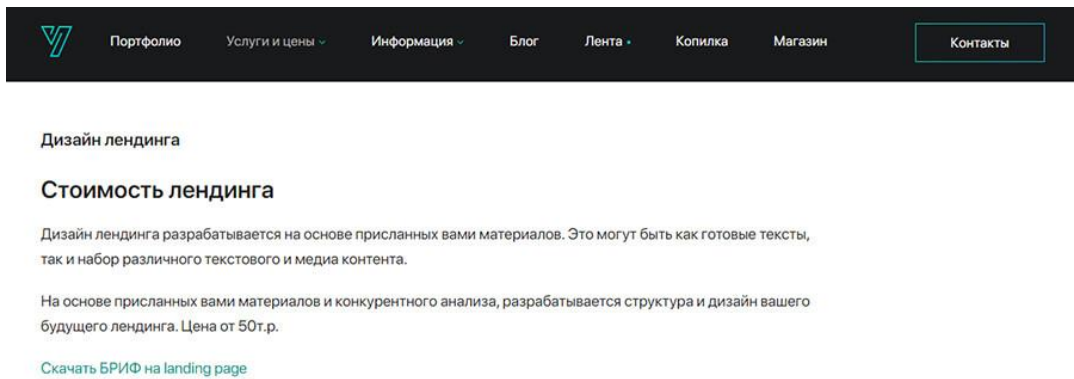 Портфолио Услуги и цены Информация Блог Лента Копилка Магазин Контакты
Дизайн лендинга
Стоимость лендинга
Дизайн лендинга разрабатывается на основе присланных вами материалов. Это могут быть как готовые тексты,
так и набор различного текстового и медиа контента.
На основе присланных вами материалов и конкурентного анализа, разрабатывается структура и дизайн вашего
будущего лендинга. Цена от 50т.р.
Скачать БРИФ на landing page